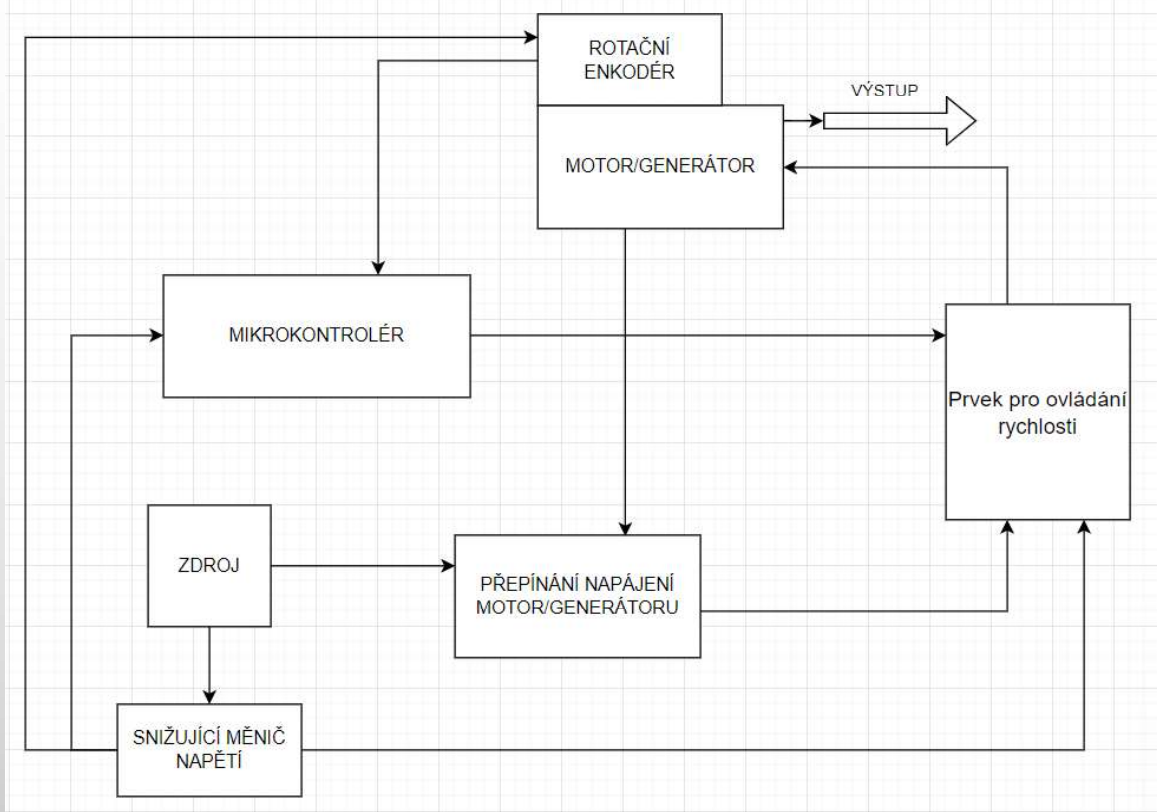 ROTAČNÍ
ENKODÉR
VÝSTUP
MOTOR/GENERÁTOR
MIKROKONTROLÉR
Prvek pro ovládání
rychlosti
ZDROJ
PŘEPÍNÁNÍ NAPÁJENÍ
MOTOR/GENERÁTORU
SNIŽUJÍCÍ MĚNIČ
NAPĚTÍ